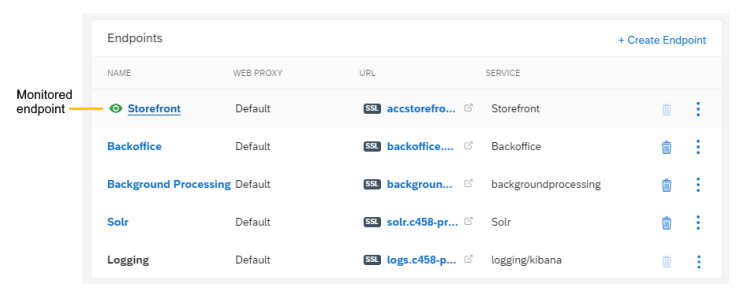 Endpoints + Create Endpoint
NAME WEB PROXY URL SERVICE
Monitored
endpoint
Storefront Default SSL accstorefro... Storefront
Backoffice Default SSL backoffice.... Backoffice
Background Processing Default SSL backgroun... backgroundprocessing
Solr Default SSL solr.c458-pr... Solr
Logging Default SSL logs.c458-p... logging/kibana